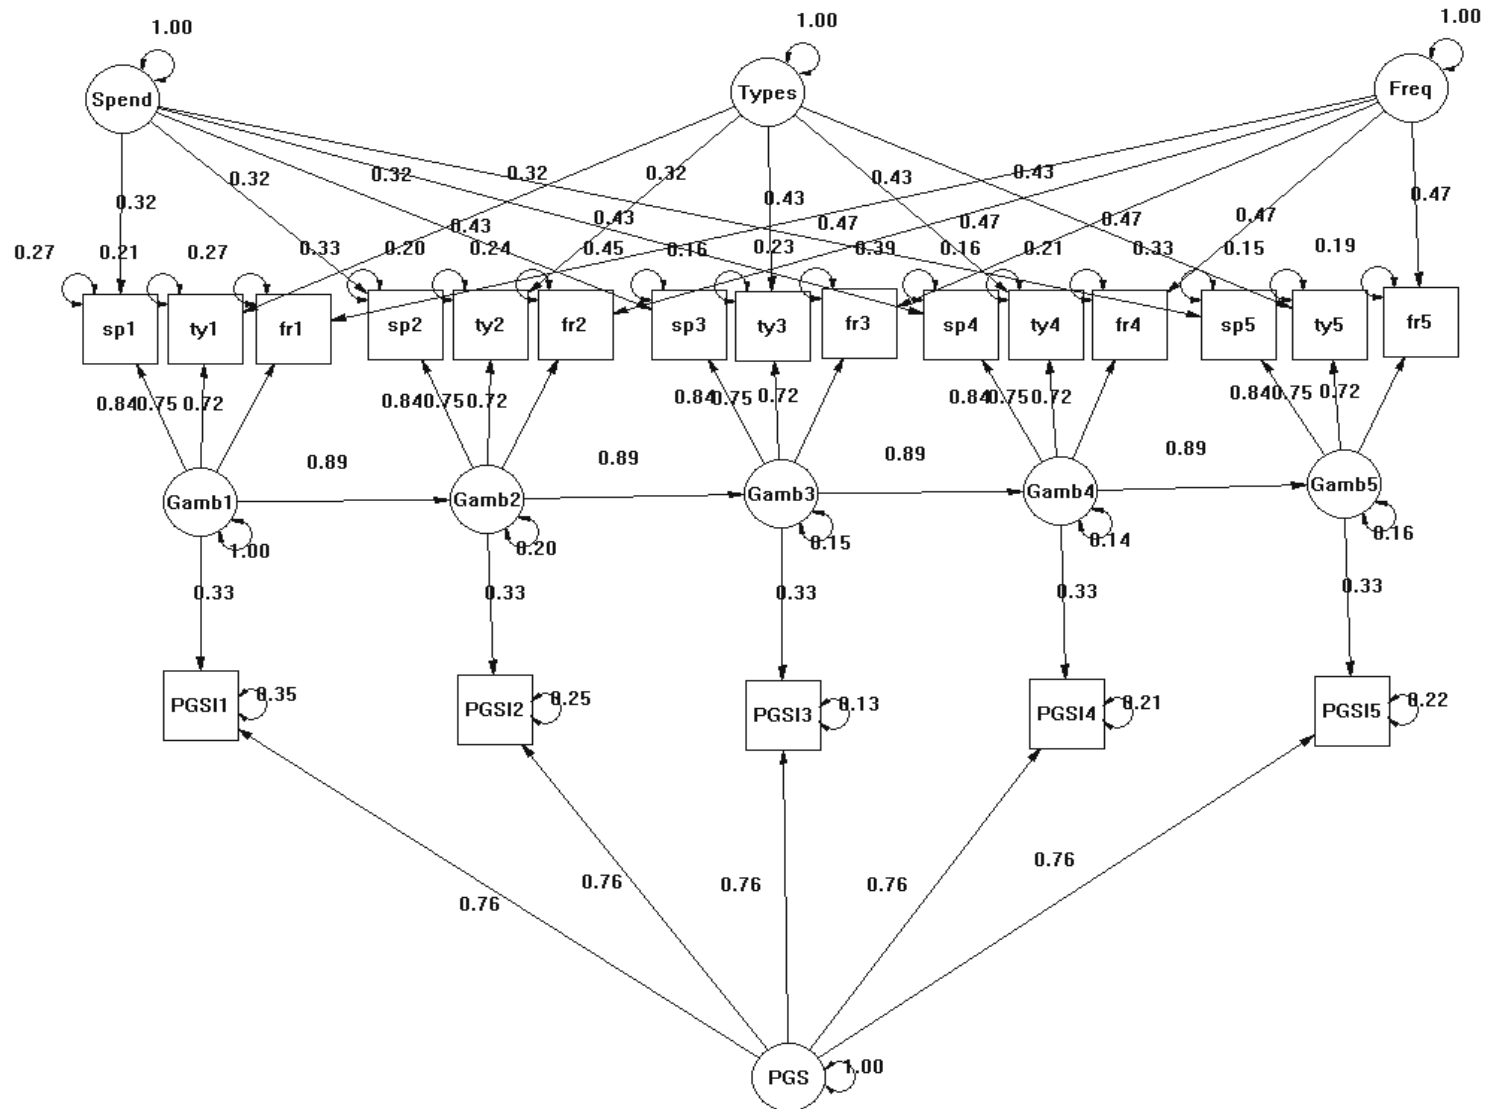 1.00 1.00 1.00
Spend Types Freq
0.32 0.32 0.32 0.32 0.32 0.43 0.43 0.43 0.47
0.43 0.43 0.47 0.47 0.47 0.47
0.27 0.21 0.27 0.33 0.20 0.24 0.45 0.16 0.23 0.39 0.16 0.21 0.33 0.15 0.19
sp1 ty1 fr1 sp2 ty2 fr2 sp3 ty3 fr3 sp4 ty4 fr4 sp5 ty5 fr5
0.84 0.75 0.72 0.84 0.75 0.72 0.84 0.75 0.72 0.84 0.75 0.72 0.84 0.75 0.72
0.89 0.89 0.89 0.89
Gamb1 Gamb2 Gamb3 Gamb4 Gamb5
1.00 0.20 0.15 0.14 0.16
0.33 0.33 0.33 0.33 0.33
PGSI1 0.35 PGSI2 0.25 PGSI3 0.13 PGSI4 0.21 PGSI5 0.22
0.76 0.76 0.76 0.76 0.76
PGS 1.00